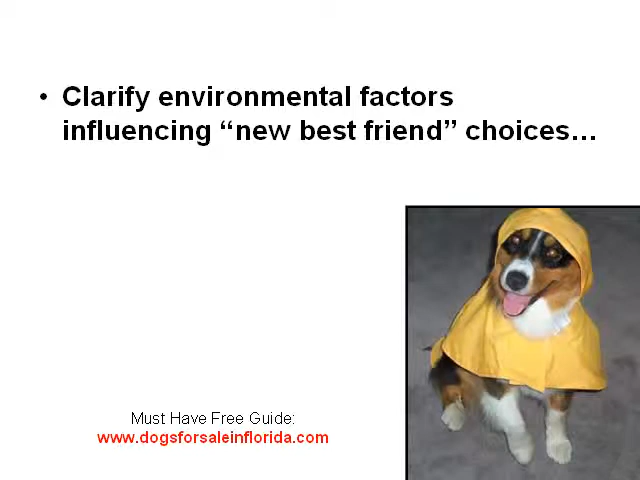 • Clarify environmental factors
influencing “new best friend” choices…
Must Have Free Guide:
www.dogsforsaleinflorida.com